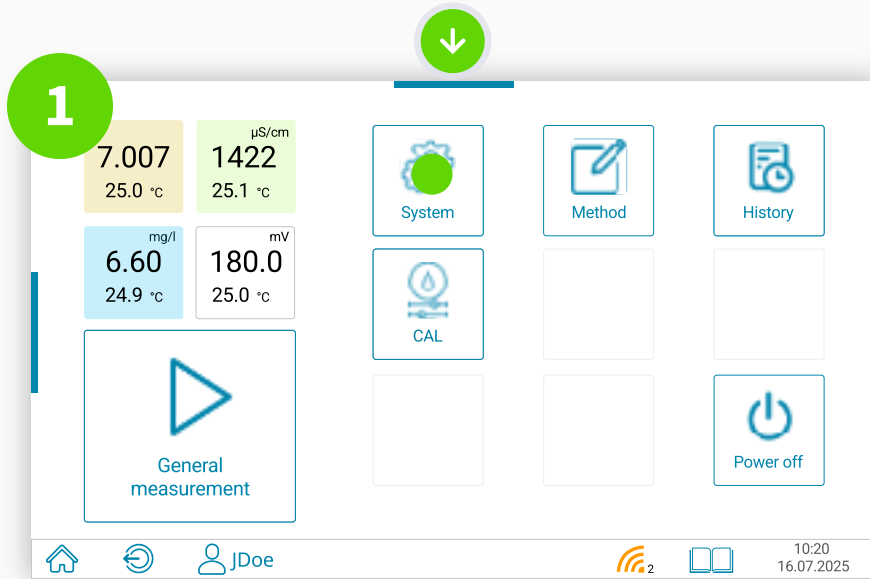 1
7.007
25.0 °C
µS/cm
1422
25.1 °C
mg/l
6.60
24.9 °C
mV
180.0
25.0 °C
General
measurement
System
Method
History
CAL
Power off
JDoe
2
10:20
16.07.2025